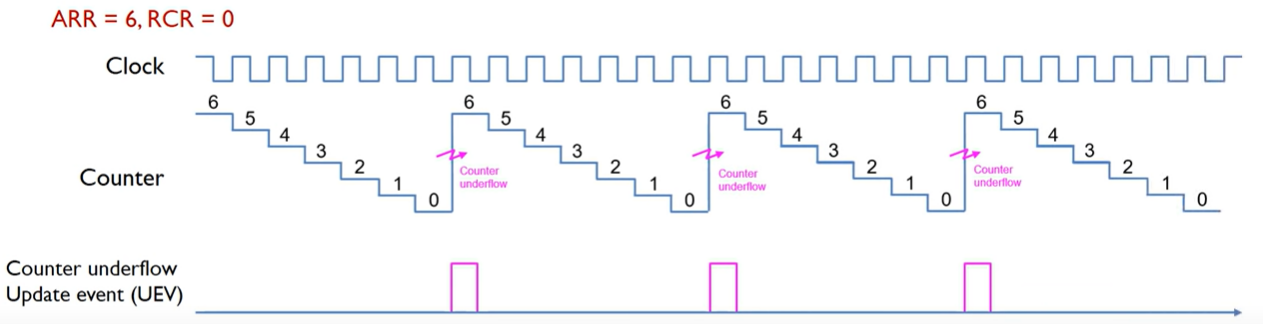 ARR = 6, RCR = 0
Clock
6 5 4 3 2 1 0 6 5 4 3 2 1 0 6 5 4 3 2 1 0 6 5 4 3 2 1 0
Counter
Counter
underflow
Counter
underflow
Counter
underflow
Counter underflow
Update event (UEV)